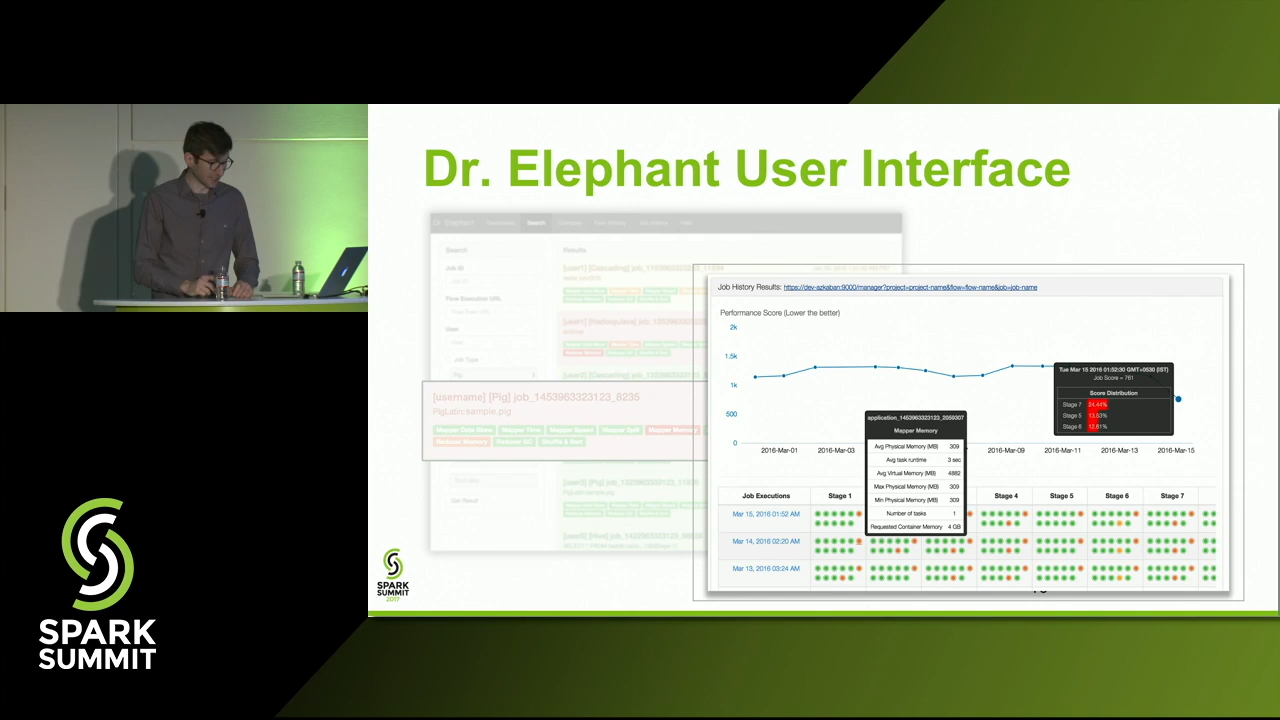 Dr. Elephant User Interface
Dr. Elephant
Search
Search
Results
Job ID
Flow Execution URL
User
Job Type
Pig
[username] [Pig] job_1453963323123_8235
PigLatin:sample.pig
Mapper Data Skew Mapper Time Mapper Speed Mapper Spill Mapper Memory
Reducer Memory Reducer GC Shuffle & Sort
Job History Results: https://dev-azkaban:9000/manager?project=project-name&flow=flow-name&job=job-name
Performance Score (Lower the better)
2k
1.5k
1k
500
0
Tue Mar 15 2016 01:52:30 GMT+0530 (IST)
Job Score = 761
Score Distribution
Stage 7 24.44%
Stage 5 13.53%
Stage 6 12.61%
application_1453963323123_2059307
Mapper Memory
Avg Physical Memory (MB) 309
Avg task runtime 3 sec
Avg Virtual Memory (MB) 4882
Max Physical Memory (MB) 309
Min Physical Memory (MB) 309
Number of tasks 1
Requested Container Memory 4 GB
2016-Mar-01 2016-Mar-03 2016-Mar-09 2016-Mar-11 2016-Mar-13 2016-Mar-15
Job Executions Stage 1 Stage 4 Stage 5 Stage 6 Stage 7
Mar 15, 2016 01:52 AM
Mar 14, 2016 02:20 AM
Mar 13, 2016 03:24 AM
SPARK
SUMMIT
2017
SPARK
SUMMIT